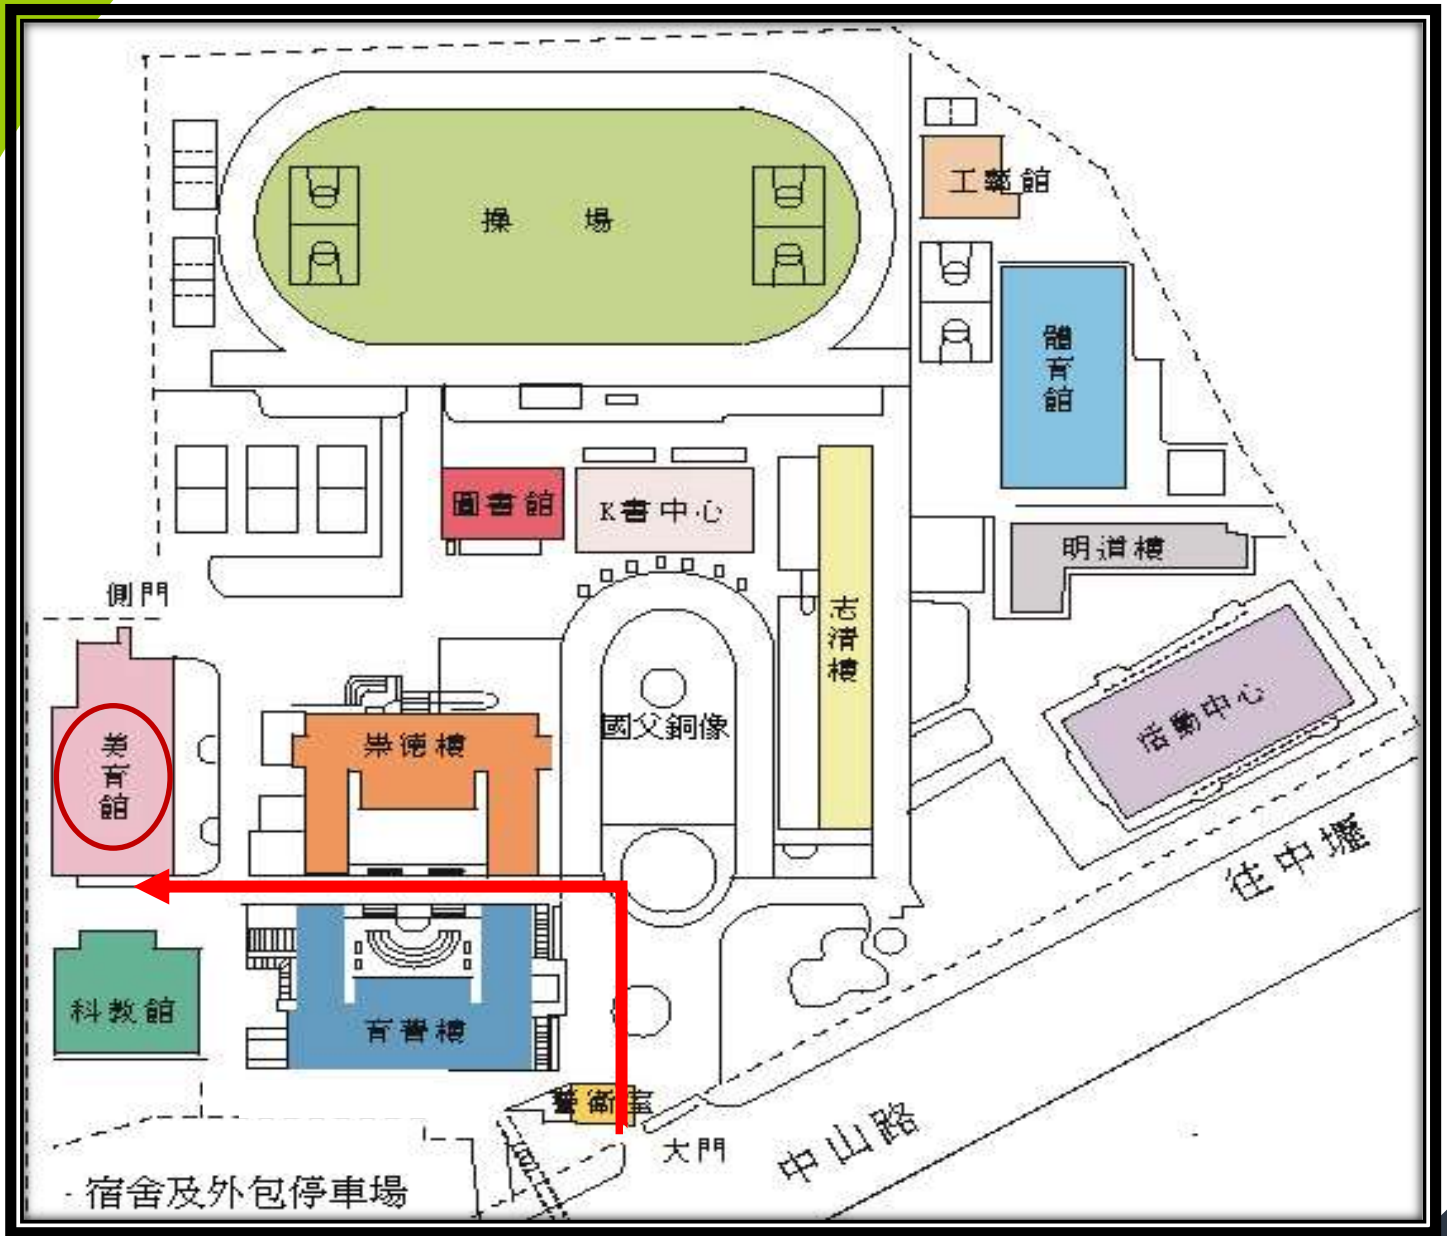 操場
工藝館
體育館
圖書館
K書中心
明道樓
側門
志清樓
活動中心
國父銅像
崇德樓
美育館
往中壢
科教館
育菁樓
警衛室
大門
中山路
宿舍及外包停車場